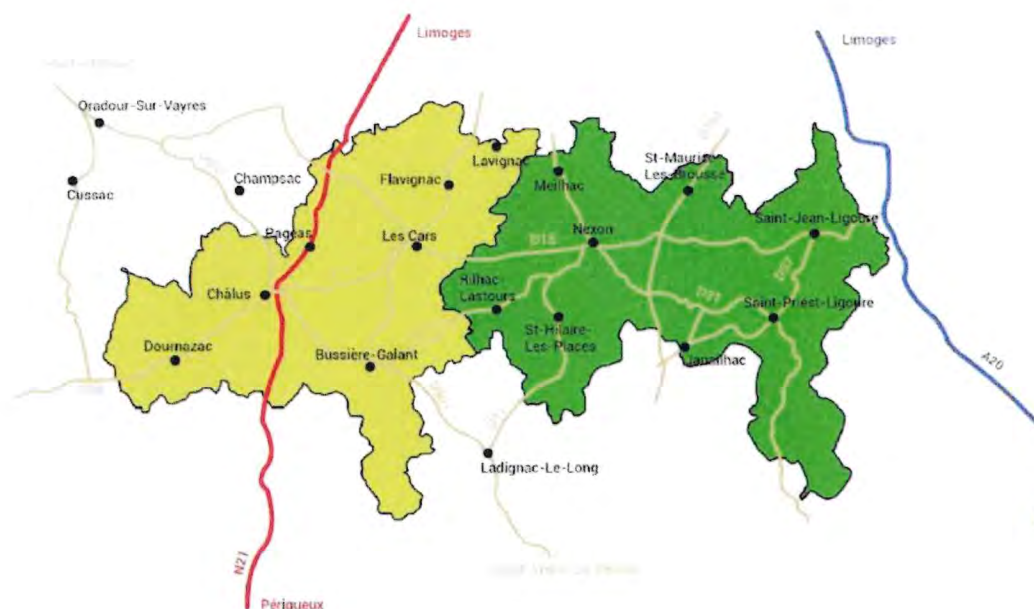 Limoges
Limoges
Oradour-Sur-Vayres
Cussac
Champsac
Flavignac
Lavignac
Meilhac
St-Maurice-
Les-Brousse
Pageas
Les Cars
Nexon
Saint-Jean-Ligoure
D15
Châlus
Rilhac-
Lastours
Saint-Priest-Ligoure
St-Hilaire-
Les-Places
Janailhac
Dournazac
Bussière-Galant
A20
Ladignac-Le-Long
N21
Périgueux